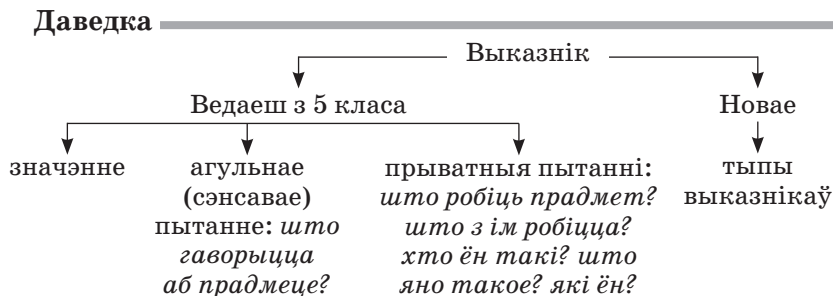 Даведка
Выказнік
Ведаеш з 5 класа
Новае
значэнне
агульнае
(сэнсавае)
пытанне: што
гаворыцца
аб прадмеце?
прыватныя пытанні:
што робіць прадмет?
што з ім робіцца?
хто ён такі? што
яно такое? які ён?
тыпы
выказнікаў